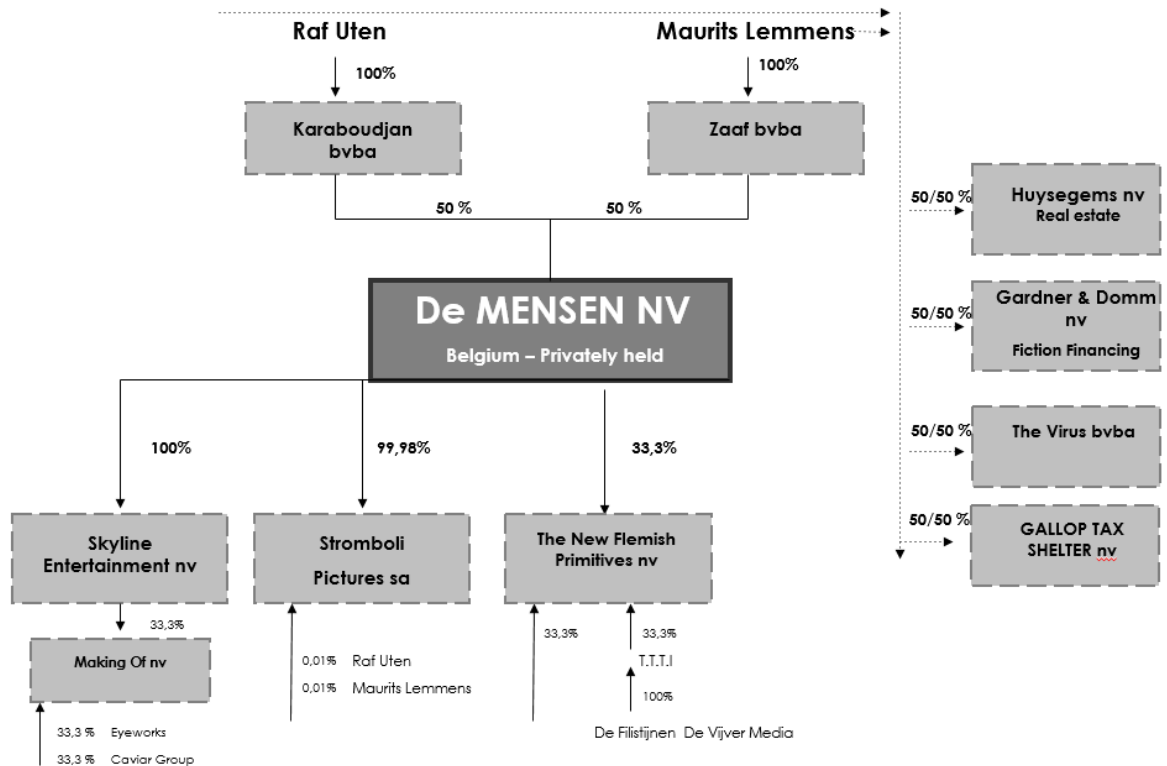 Raf Uten
Maurits Lemmens
100%
100%
Karaboudjan
bvba
Zaaf bvba
50 %
50 %
De MENSEN NV
Belgium – Privately held
50/50 %
Huysegems nv
Real estate
50/50 %
Gardner & Domm
nv
Fiction Financing
50/50 %
The Virus bvba
50/50 %
GALLOP TAX
SHELTER nv
100%
99,98%
33,3%
Skyline
Entertainment nv
Stromboli
Pictures sa
The New Flemish
Primitives nv
33,3%
Making Of nv
33,3 % Eyeworks
33,3 % Caviar Group
0,01% Raf Uten
0,01% Maurits Lemmens
33,3%
33,3%
T.T.T.I
100%
De Filistijnen De Vijver Media